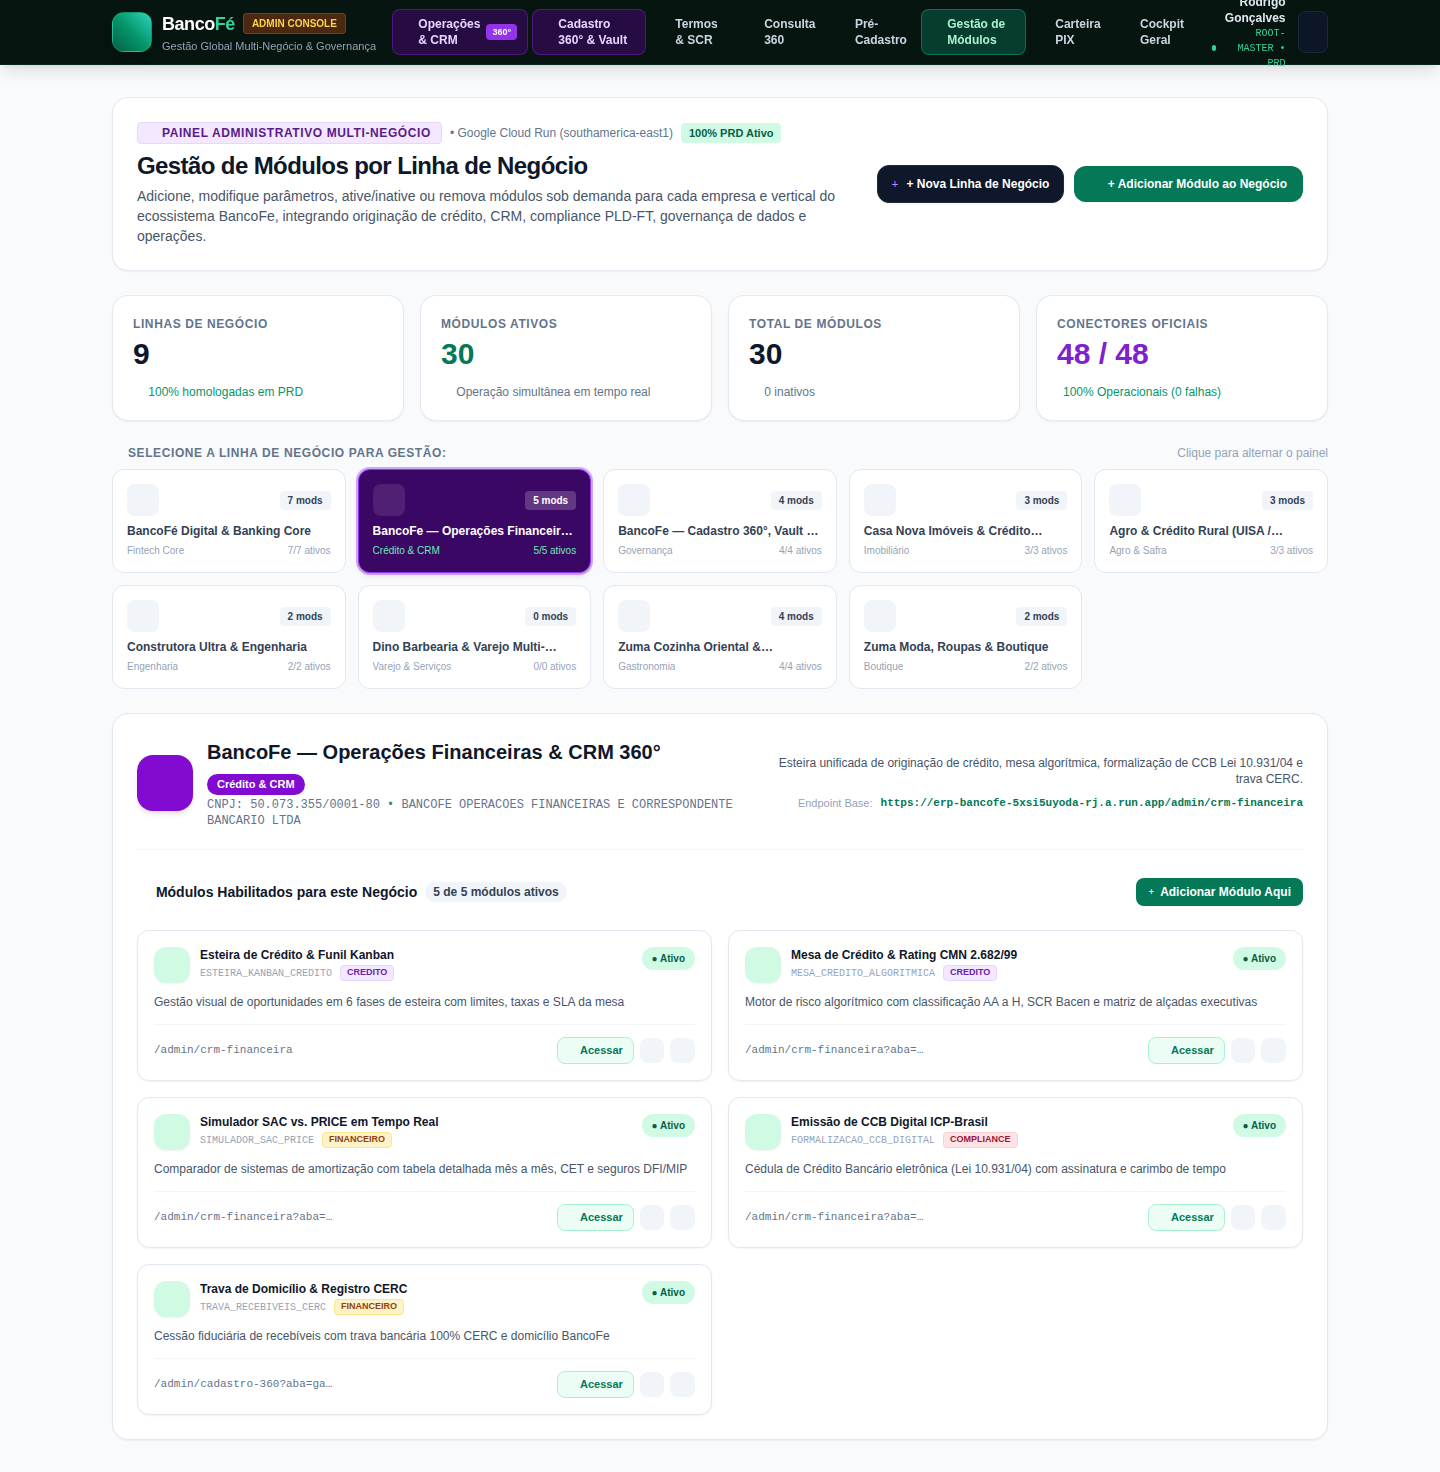 BancoFé ADMIN CONSOLE
Gestão Global Multi-Negócio & Governança
Operações & CRM 360°
Cadastro 360° & Vault
Termos & SCR
Consulta 360
Pré-Cadastro
Gestão de Módulos
Carteira PIX
Cockpit Geral
Rodrigo Gonçalves
● ROOT-MASTER • PRD
PAINEL ADMINISTRATIVO MULTI-NEGÓCIO • Google Cloud Run (southamerica-east1) 100% PRD Ativo
Gestão de Módulos por Linha de Negócio
Adicione, modifique parâmetros, ative/inative ou remova módulos sob demanda para cada empresa e vertical do
ecossistema BancoFe, integrando originação de crédito, CRM, compliance PLD-FT, governança de dados e
operações.
+ + Nova Linha de Negócio
+ Adicionar Módulo ao Negócio
LINHAS DE NEGÓCIO
9
100% homologadas em PRD
MÓDULOS ATIVOS
30
Operação simultânea em tempo real
TOTAL DE MÓDULOS
30
0 inativos
CONECTORES OFICIAIS
48 / 48
100% Operacionais (0 falhas)
SELECIONE A LINHA DE NEGÓCIO PARA GESTÃO:
Clique para alternar o painel
7 mods
BancoFé Digital & Banking Core
Fintech Core 7/7 ativos
5 mods
BancoFe — Operações Financeir…
Crédito & CRM 5/5 ativos
4 mods
BancoFe — Cadastro 360°, Vault …
Governança 4/4 ativos
3 mods
Casa Nova Imóveis & Crédito…
Imobiliário 3/3 ativos
3 mods
Agro & Crédito Rural (UISA /…
Agro & Safra 3/3 ativos
2 mods
Construtora Ultra & Engenharia
Engenharia 2/2 ativos
0 mods
Dino Barbearia & Varejo Multi-…
Varejo & Serviços 0/0 ativos
4 mods
Zuma Cozinha Oriental &…
Gastronomia 4/4 ativos
2 mods
Zuma Moda, Roupas & Boutique
Boutique 2/2 ativos
BancoFe — Operações Financeiras & CRM 360°
Crédito & CRM
CNPJ: 50.073.355/0001-80 • BANCOFE OPERACOES FINANCEIRAS E CORRESPONDENTE
BANCARIO LTDA
Esteira unificada de originação de crédito, mesa algorítmica, formalização de CCB Lei 10.931/04 e
trava CERC.
Endpoint Base: https://erp-bancofe-5xsi5uyoda-rj.a.run.app/admin/crm-financeira
Módulos Habilitados para este Negócio 5 de 5 módulos ativos
+ Adicionar Módulo Aqui
Esteira de Crédito & Funil Kanban
ESTEIRA_KANBAN_CREDITO CREDITO
● Ativo
Gestão visual de oportunidades em 6 fases de esteira com limites, taxas e SLA da mesa
/admin/crm-financeira
Acessar
Mesa de Crédito & Rating CMN 2.682/99
MESA_CREDITO_ALGORITMICA CREDITO
● Ativo
Motor de risco algorítmico com classificação AA a H, SCR Bacen e matriz de alçadas executivas
/admin/crm-financeira?aba=…
Acessar
Simulador SAC vs. PRICE em Tempo Real
SIMULADOR_SAC_PRICE FINANCEIRO
● Ativo
Comparador de sistemas de amortização com tabela detalhada mês a mês, CET e seguros DFI/MIP
/admin/crm-financeira?aba=…
Acessar
Emissão de CCB Digital ICP-Brasil
FORMALIZACAO_CCB_DIGITAL COMPLIANCE
● Ativo
Cédula de Crédito Bancário eletrônica (Lei 10.931/04) com assinatura e carimbo de tempo
/admin/crm-financeira?aba=…
Acessar
Trava de Domicílio & Registro CERC
TRAVA_RECEBIVEIS_CERC FINANCEIRO
● Ativo
Cessão fiduciária de recebíveis com trava bancária 100% CERC e domicílio BancoFe
/admin/cadastro-360?aba=ga…
Acessar